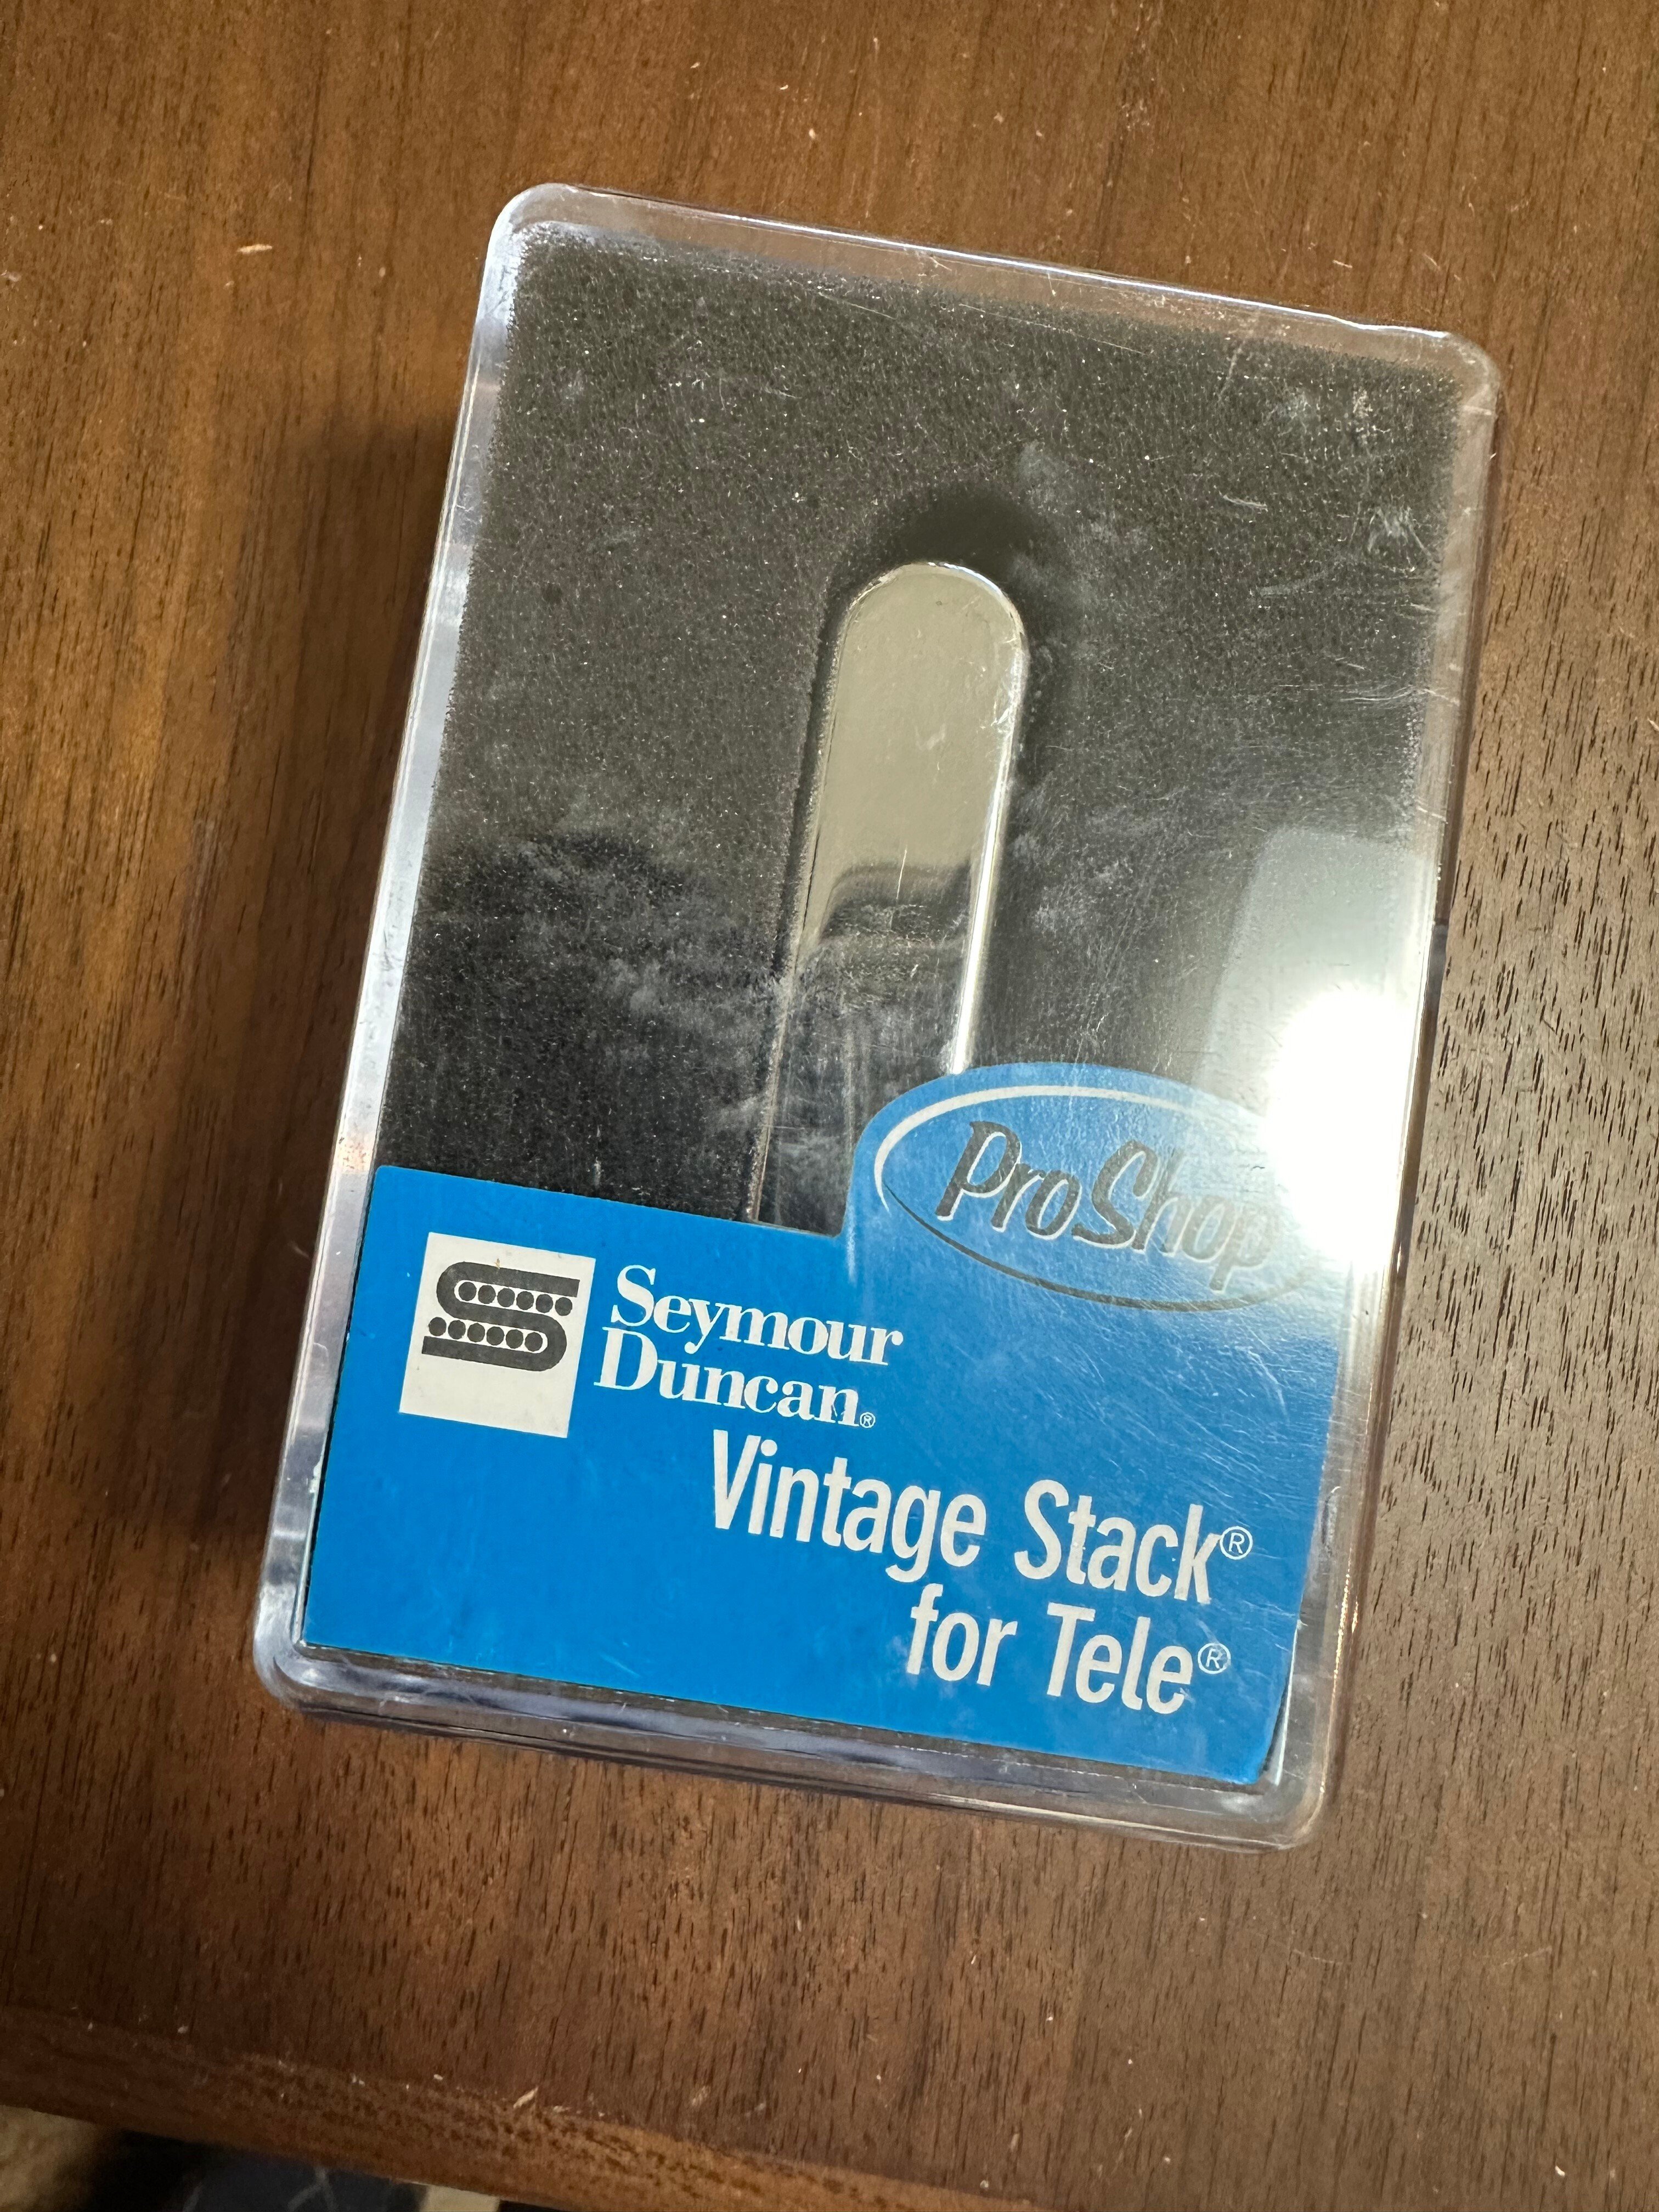 ProShop
Seymour
Duncan®
Vintage Stack®
for Tele®